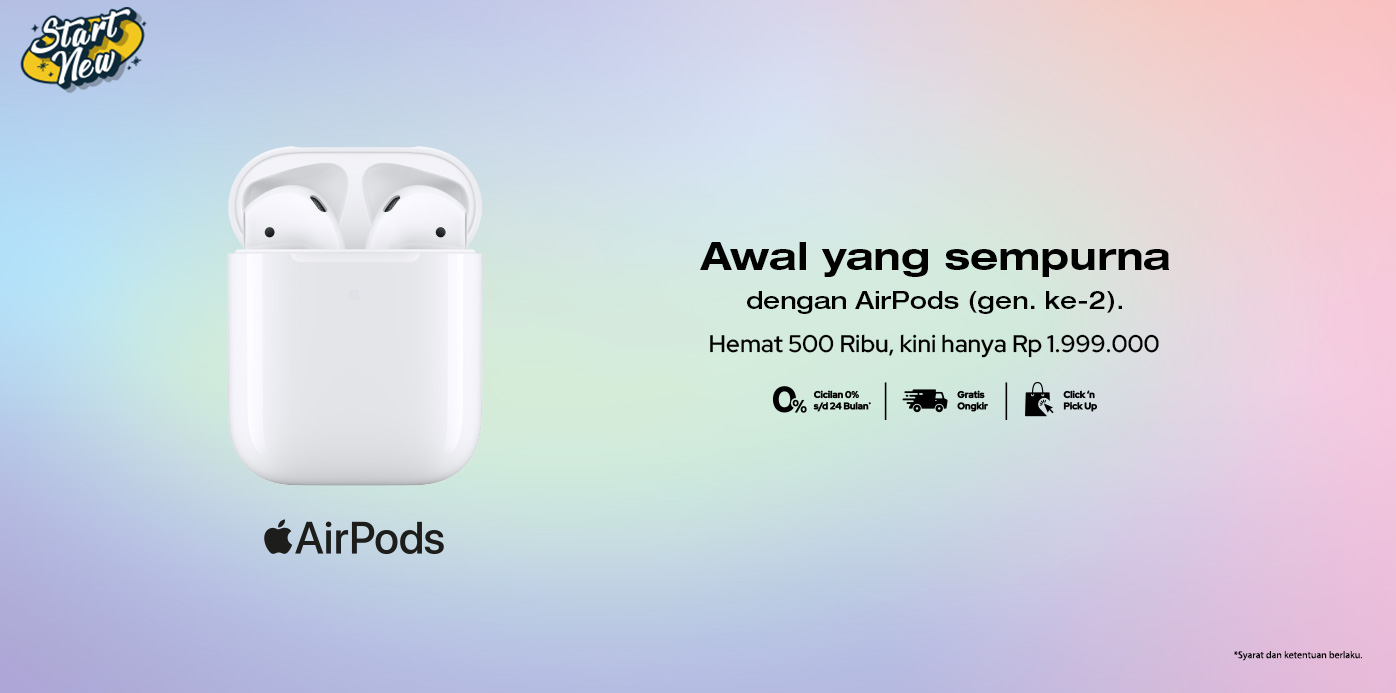 Start
New
Awal yang sempurna
dengan AirPods (gen. ke-2).
Hemat 500 Ribu, kini hanya Rp 1.999.000
0% Cicilan 0%
s/d 24 Bulan*
Gratis
Ongkir
Click 'n
Pick Up
AirPods
*Syarat dan ketentuan berlaku.